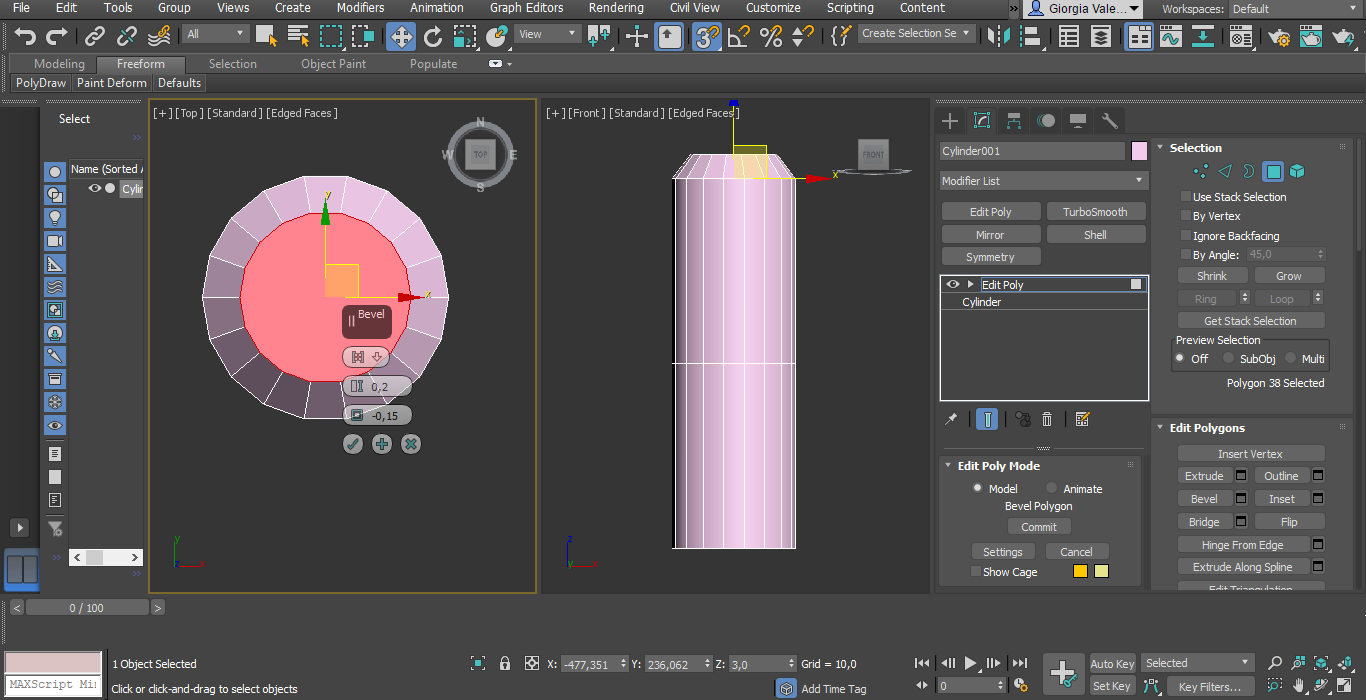 File Edit Tools Group Views Create Modifiers Animation Graph Editors Rendering Civil View Customize Scripting Content » Giorgia Vale... Workspaces: Default
All View Create Selection Se
Modeling Freeform Selection Object Paint Populate
PolyDraw Paint Deform Defaults
Select
Name (Sorted A
Cylin
[+] [Top] [Standard] [Edged Faces]
N
W TOP E
S
y
x
Bevel
0,2
-0,15
y
z
[+] [Front] [Standard] [Edged Faces]
FRONT
x
z
y
Cylinder001
Modifier List
Edit Poly TurboSmooth
Mirror Shell
Symmetry
Edit Poly
Cylinder
Edit Poly Mode
Model Animate
Bevel Polygon
Commit
Settings Cancel
Show Cage
Selection
Use Stack Selection
By Vertex
Ignore Backfacing
By Angle: 45,0
Shrink Grow
Ring Loop
Get Stack Selection
Preview Selection
Off SubObj Multi
Polygon 38 Selected
Edit Polygons
Insert Vertex
Extrude Outline
Bevel Inset
Bridge Flip
Hinge From Edge
Extrude Along Spline
Edit Triangulation
< 0 / 100 >
1 Object Selected X: -477,351 Y: 236,062 Z: 3,0 Grid = 10,0 Auto Key Selected
MAXScript Mi Click or click-and-drag to select objects Add Time Tag 0 Set Key Key Filters...